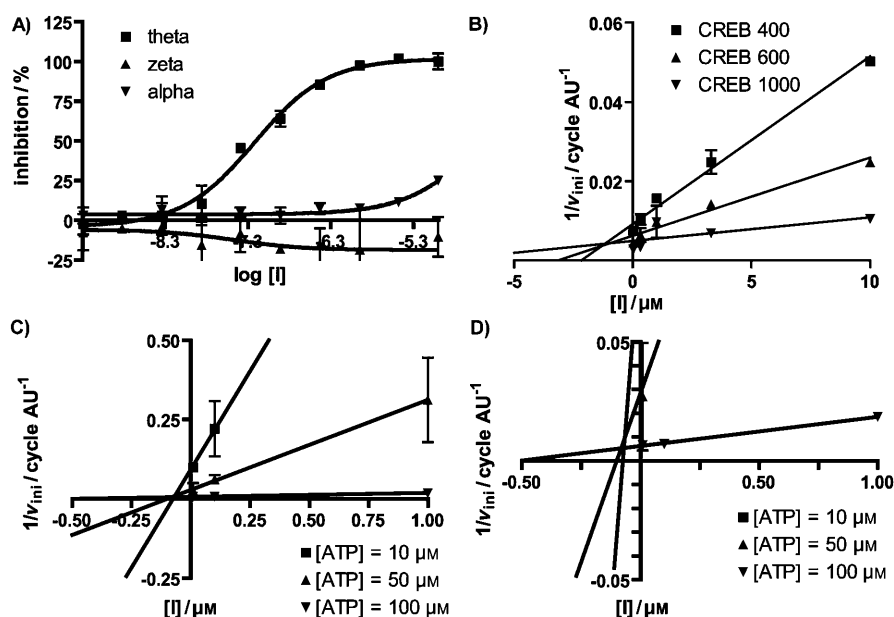 A)
theta
zeta
alpha
inhibition / %
125
100
75
50
25
0
-25
-8.3
7.3
-6.3
-5.3
log [I]
B)
CREB 400
CREB 600
CREB 1000
1/vini / cycle AU-1
0.06
0.04
0.02
-5
0
5
10
[I] / µM
C)
1/vini / cycle AU-1
0.50
0.25
-0.50
-0.25
0.25
0.50
0.75
1.00
-0.25
[ATP] = 10 µM
[ATP] = 50 µM
[ATP] = 100 µM
[I] / µM
D)
1/vini / cycle AU-1
0.05
-0.50
0.50
1.00
-0.05
[ATP] = 10 µM
[ATP] = 50 µM
[ATP] = 100 µM
[I] / µM